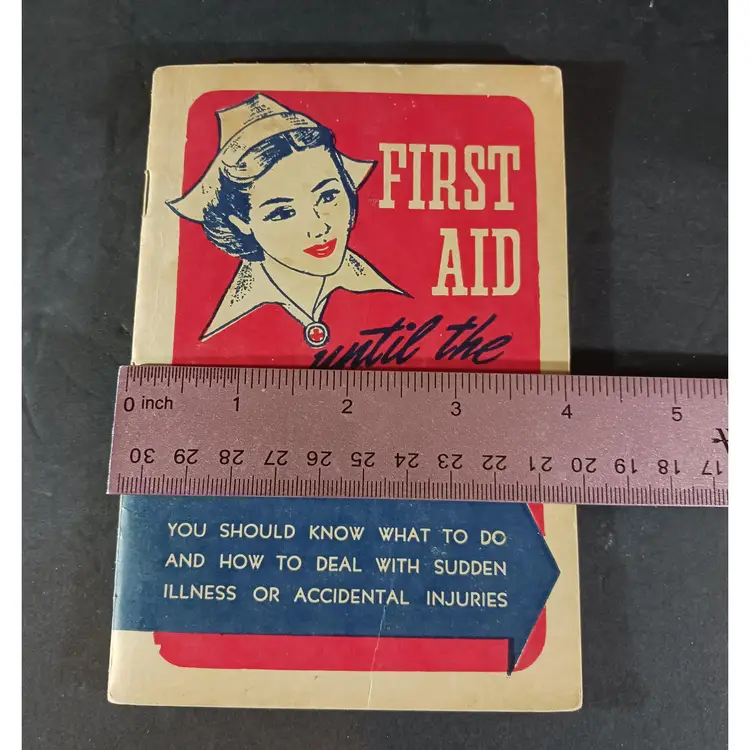 FIRST
AID
until the
0 inch 1 2 3 4 5
30 29 28 27 26 25 24 23 22 21 20 19 18 17
YOU SHOULD KNOW WHAT TO DO
AND HOW TO DEAL WITH SUDDEN
ILLNESS OR ACCIDENTAL INJURIES